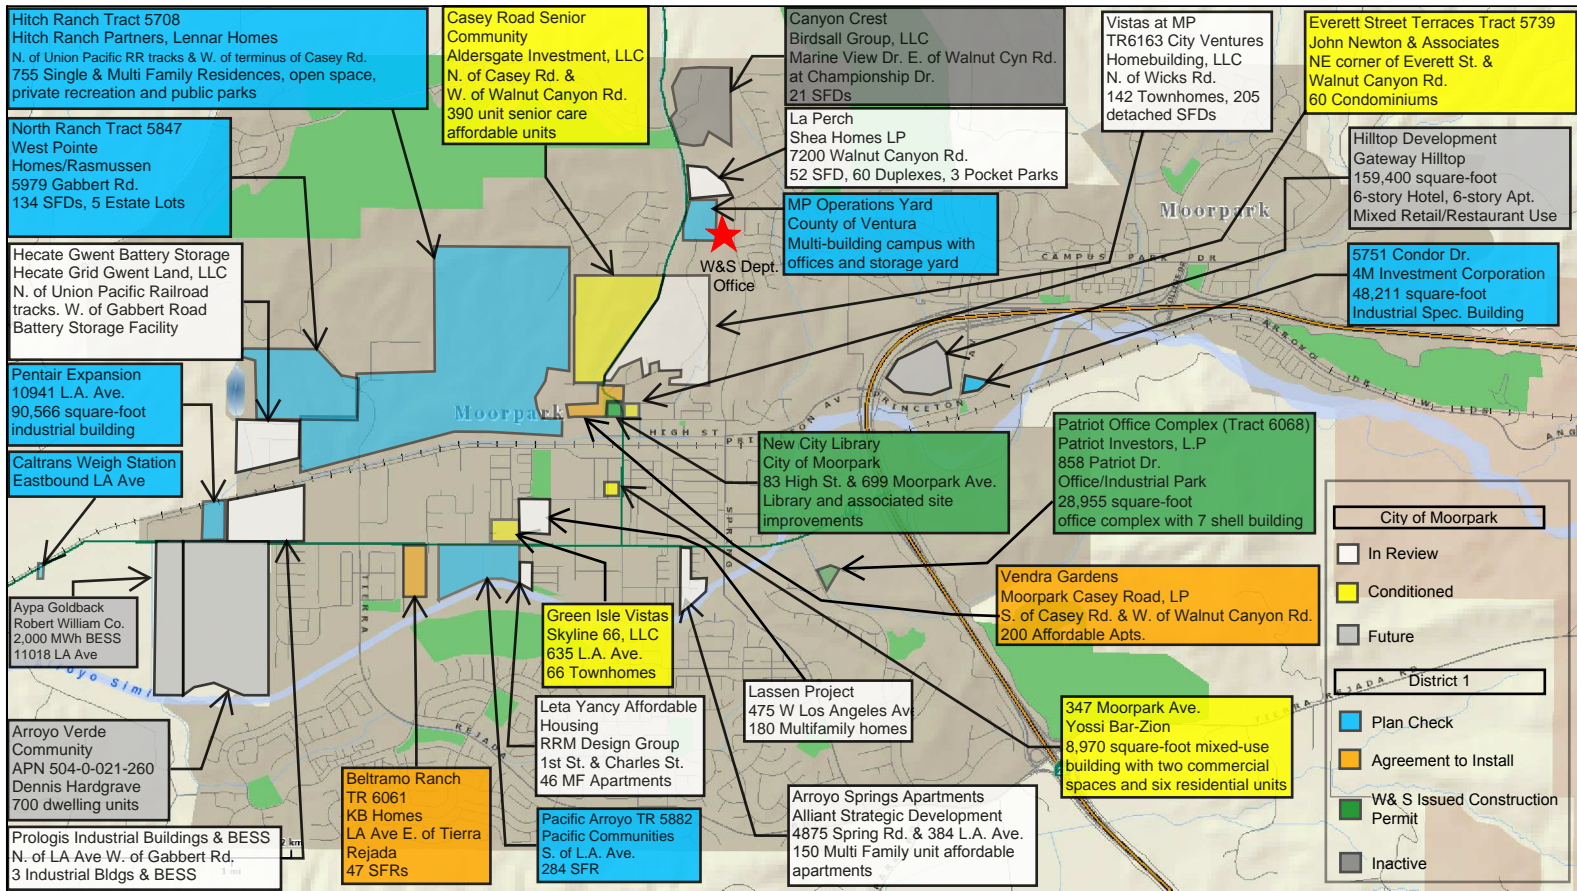 Hitch Ranch Tract 5708
Hitch Ranch Partners, Lennar Homes
N. of Union Pacific RR tracks & W. of terminus of Casey Rd.
755 Single & Multi Family Residences, open space,
private recreation and public parks
Casey Road Senior
Community
Aldersgate Investment, LLC
N. of Casey Rd. &
W. of Walnut Canyon Rd.
390 unit senior care
affordable units
Canyon Crest
Birdsall Group, LLC
Marine View Dr. E. of Walnut Cyn Rd.
at Championship Dr.
21 SFDs
Vistas at MP
TR6163 City Ventures
Homebuilding, LLC
N. of Wicks Rd.
142 Townhomes, 205
detached SFDs
Everett Street Terraces Tract 5739
John Newton & Associates
NE corner of Everett St. &
Walnut Canyon Rd.
60 Condominiums
North Ranch Tract 5847
West Pointe
Homes/Rasmussen
5979 Gabbert Rd.
134 SFDs, 5 Estate Lots
La Perch
Shea Homes LP
7200 Walnut Canyon Rd.
52 SFD, 60 Duplexes, 3 Pocket Parks
Hilltop Development
Gateway Hilltop
159,400 square-foot
6-story Hotel, 6-story Apt.
Mixed Retail/Restaurant Use
MP Operations Yard
County of Ventura
Multi-building campus with
offices and storage yard
W&S Dept.
Office
Moorpark
CAMPUS PARK DR
Hecate Gwent Battery Storage
Hecate Grid Gwent Land, LLC
N. of Union Pacific Railroad
tracks. W. of Gabbert Road
Battery Storage Facility
5751 Condor Dr.
4M Investment Corporation
48,211 square-foot
Industrial Spec. Building
Pentair Expansion
10941 L.A. Ave.
90,566 square-foot
industrial building
Moorpark
HIGH ST
PRINCETON
ARROYO DR
Caltrans Weigh Station
Eastbound LA Ave
New City Library
City of Moorpark
83 High St. & 699 Moorpark Ave.
Library and associated site
improvements
Patriot Office Complex (Tract 6068)
Patriot Investors, L.P
858 Patriot Dr.
Office/Industrial Park
28,955 square-foot
office complex with 7 shell building
SPRING
TIERRA
Aypa Goldback
Robert William Co.
2,000 MWh BESS
11018 LA Ave
Arroyo Simi
Green Isle Vistas
Skyline 66, LLC
635 L.A. Ave.
66 Townhomes
Vendra Gardens
Moorpark Casey Road, LP
S. of Casey Rd. & W. of Walnut Canyon Rd.
200 Affordable Apts.
TIERRA REJADA RD
REJADA
Arroyo Verde
Community
APN 504-0-021-260
Dennis Hardgrave
700 dwelling units
Leta Yancy Affordable
Housing
RRM Design Group
1st St. & Charles St.
46 MF Apartments
Lassen Project
475 W Los Angeles Av
180 Multifamily homes
347 Moorpark Ave.
Yossi Bar-Zion
8,970 square-foot mixed-use
building with two commercial
spaces and six residential units
Beltramo Ranch
TR 6061
KB Homes
LA Ave E. of Tierra
Rejada
47 SFRs
Pacific Arroyo TR 5882
Pacific Communities
S. of L.A. Ave.
284 SFR
Arroyo Springs Apartments
Alliant Strategic Development
4875 Spring Rd. & 384 L.A. Ave.
150 Multi Family unit affordable
apartments
Prologis Industrial Buildings & BESS
N. of LA Ave W. of Gabbert Rd.
3 Industrial Bldgs & BESS
km
1 mi
City of Moorpark
In Review
Conditioned
Future
District 1
Plan Check
Agreement to Install
W& S Issued Construction
Permit
Inactive